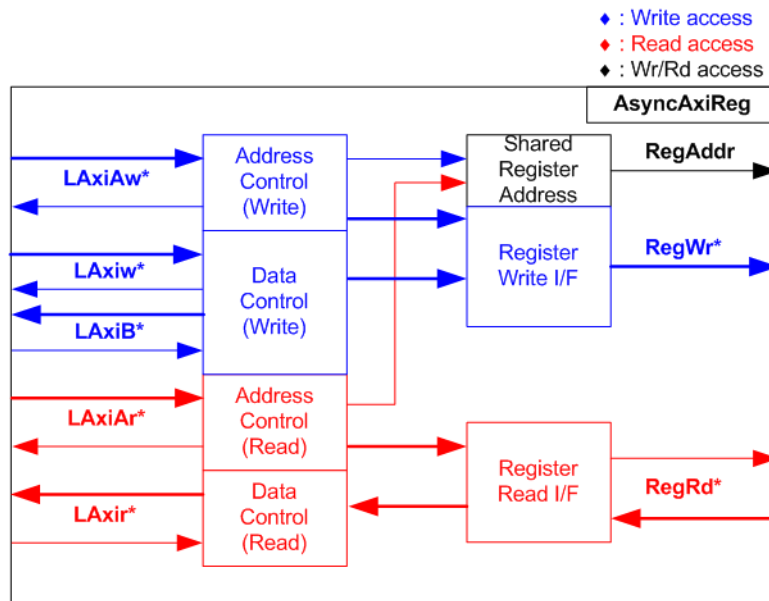 ♦ : Write access
♦ : Read access
♦ : Wr/Rd access
AsyncAxiReg
LAxiAw*
Address
Control
(Write)
Shared
Register
Address
RegAddr
LAxiw*
LAxiB*
Data
Control
(Write)
Register
Write I/F
RegWr*
LAxiAr*
Address
Control
(Read)
LAxir*
Data
Control
(Read)
Register
Read I/F
RegRd*